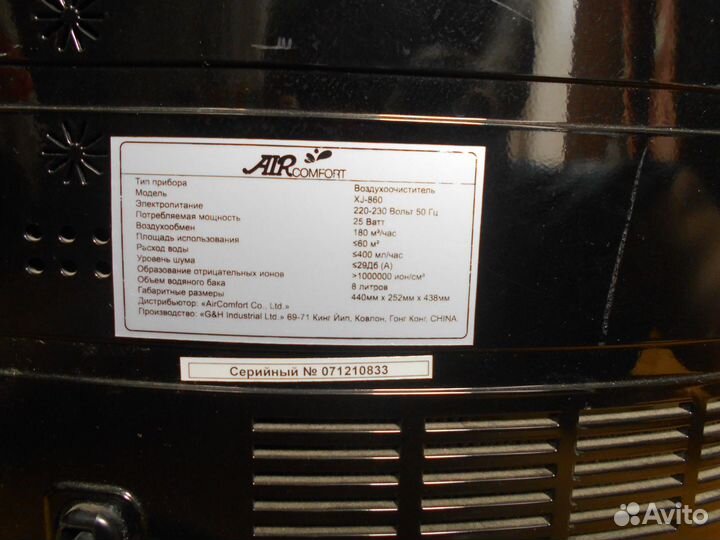 AIRCOMFORT
Тип прибора Воздухоочиститель
Модель XJ-860
Электропитание 220-230 Вольт 50 Гц
Потребляемая мощность 25 Ватт
Воздухообмен 180 м³/час
Площадь использования ≤60 м²
Рьсход воды ≤400 мл/час
Уровень шума ≤29Дб (А)
Образование отрицательных ионов >1000000 ион/см³
Объем водяного бака 8 литров
Габаритные размеры 440мм х 252мм х 438мм
Дистрибьютор: «AirComfort Co., Ltd.»
Производство: «G&H Industrial Ltd.» 69-71 Кинг Йип, Ковлон, Гонг Конг, CHINA
Серийный № 071210833
Avito